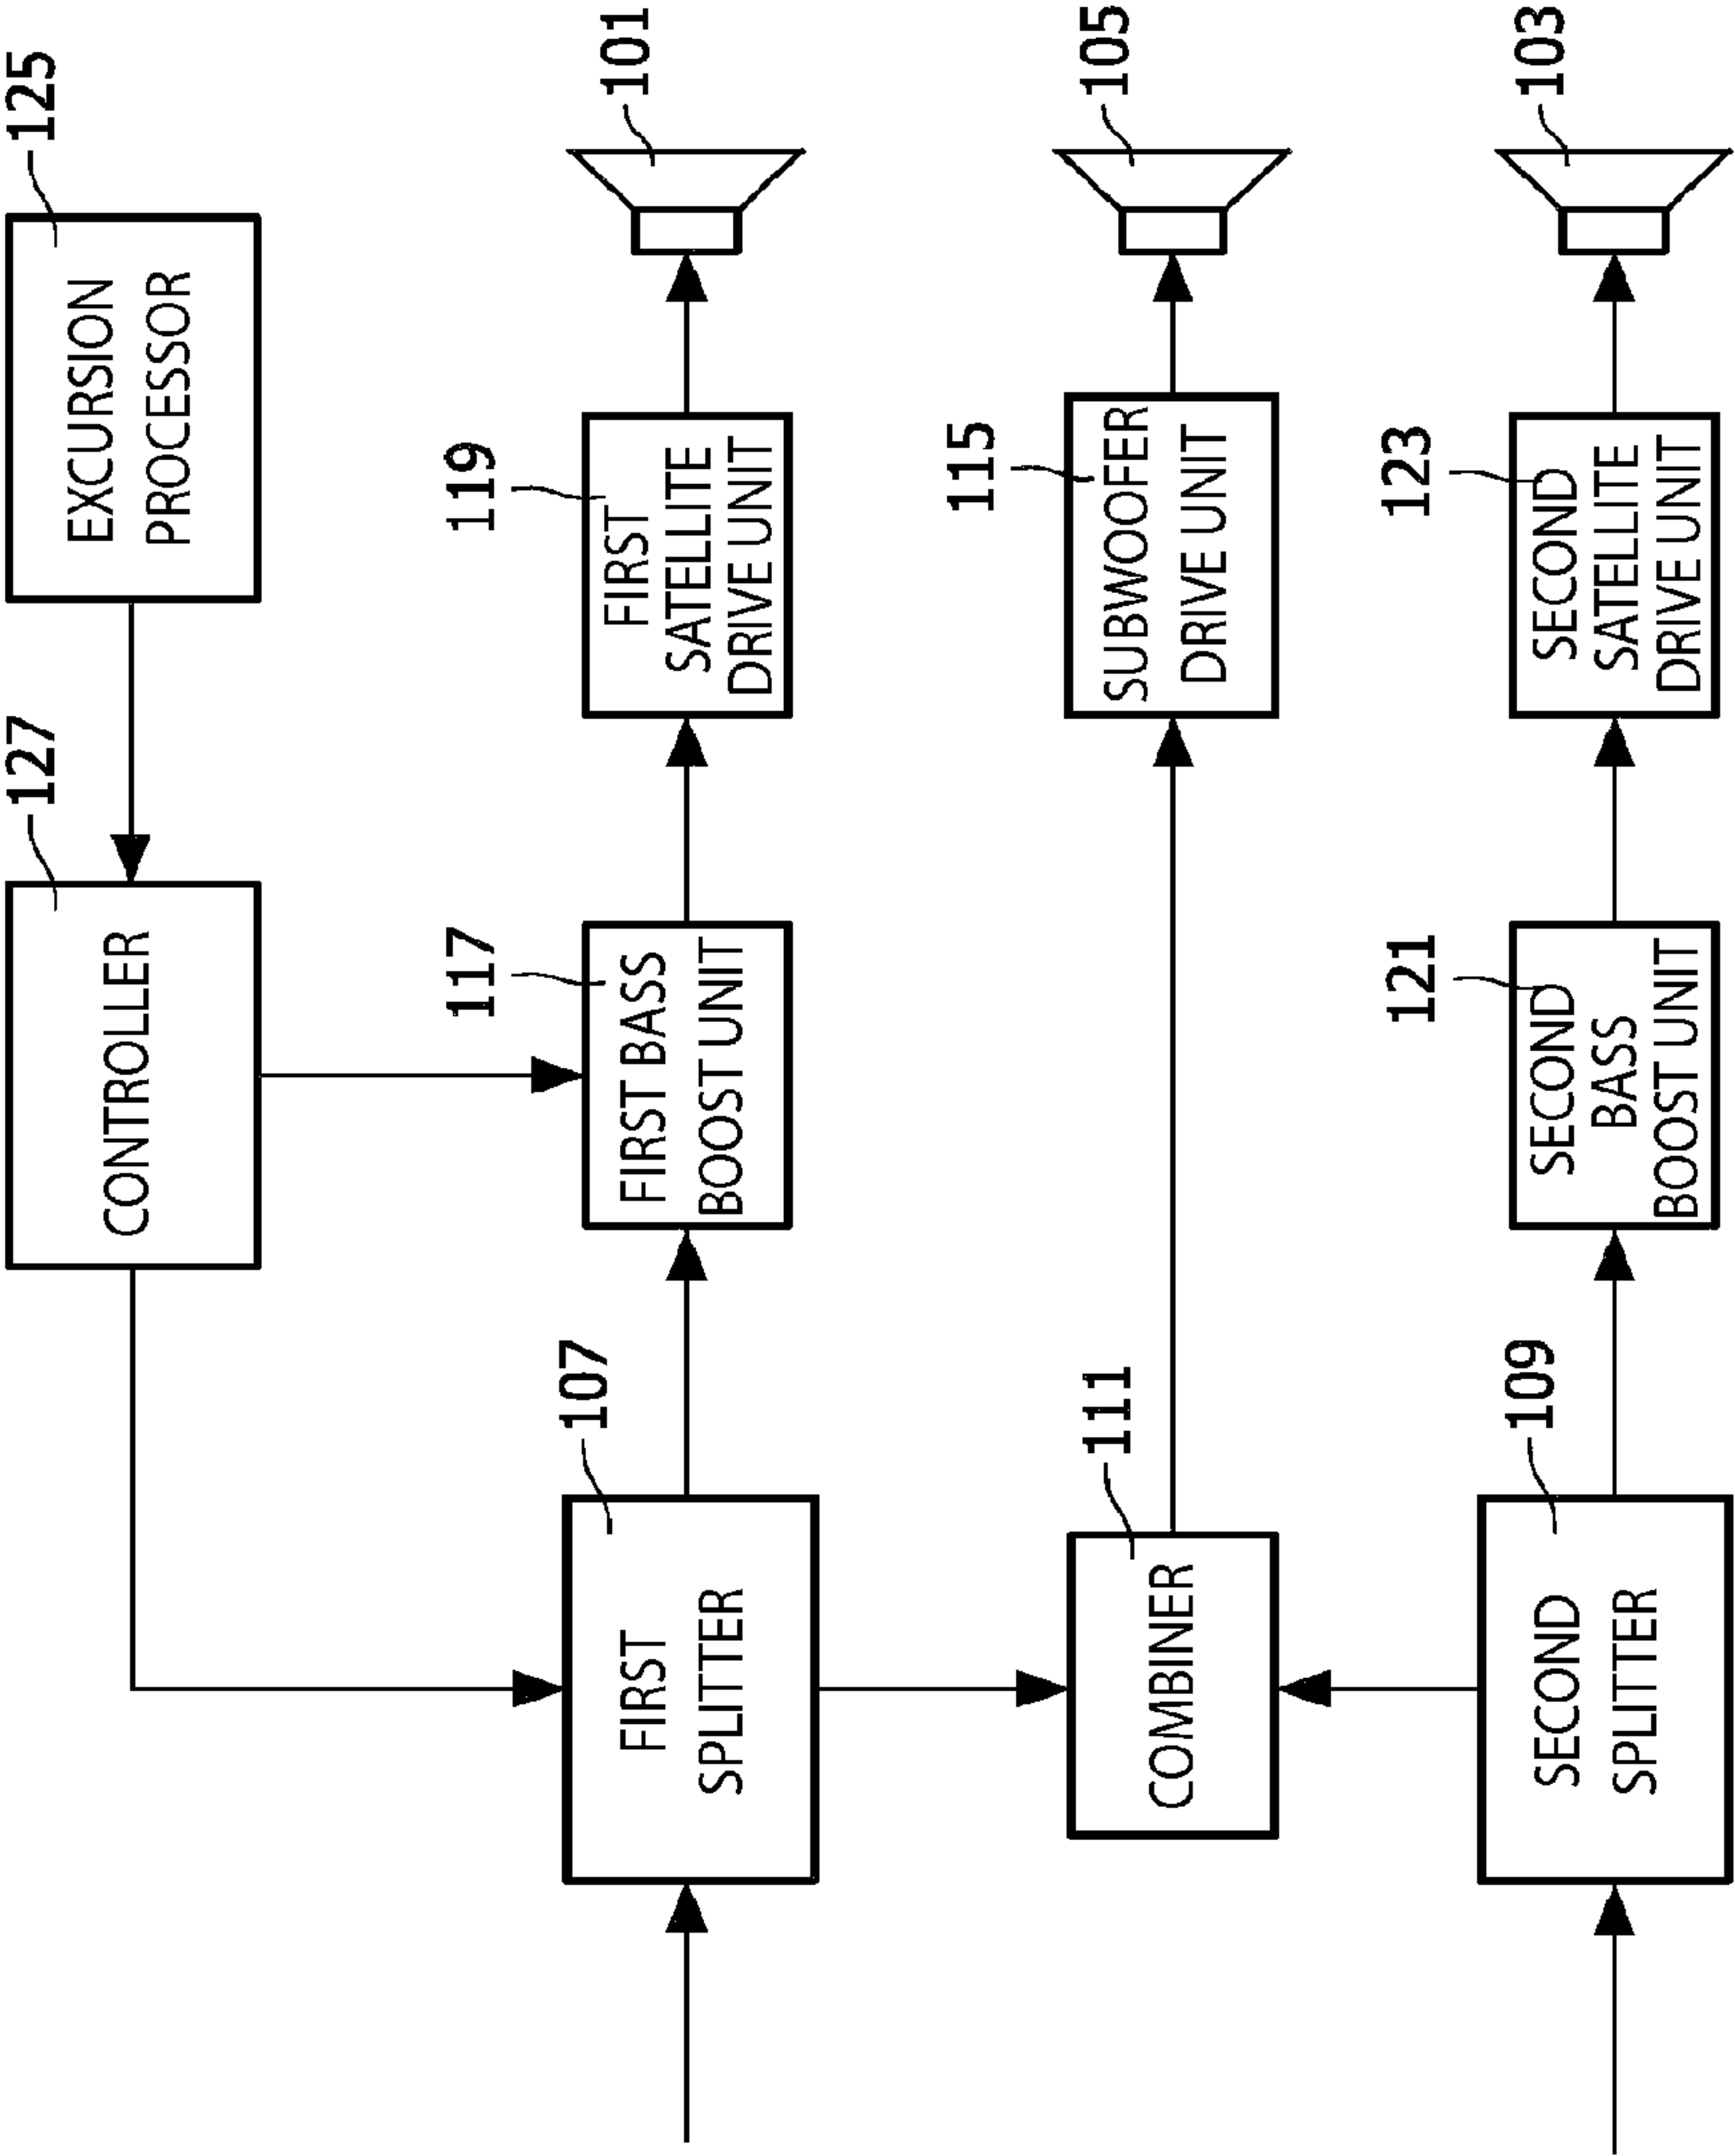 125
EXCURSION
PROCESSOR
127
CONTROLLER
101
119
FIRST
SATELLITE
DRIVE UNIT
117
FIRST BASS
BOOST UNIT
107
FIRST
SPLITTER
105
115
SUBWOOFER
DRIVE UNIT
111
COMBINER
103
123
SECOND
SATELLITE
DRIVE UNIT
121
SECOND
BASS
BOOST UNIT
109
SECOND
SPLITTER